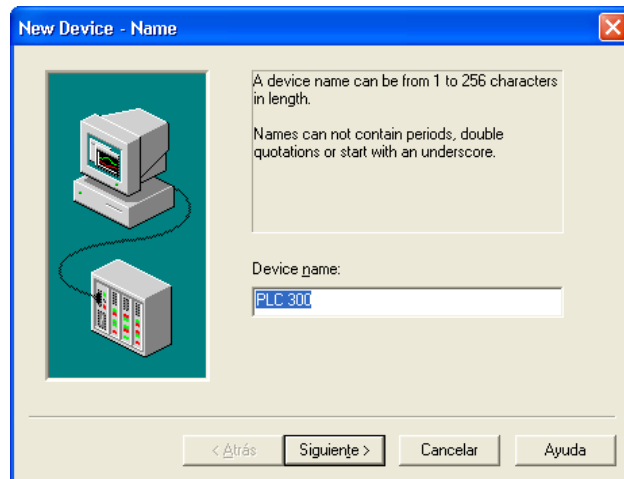 New Device - Name
A device name can be from 1 to 256 characters
in length.
Names can not contain periods, double
quotations or start with an underscore.
Device name:
PLC 300
< Atrás
Siguiente >
Cancelar
Ayuda